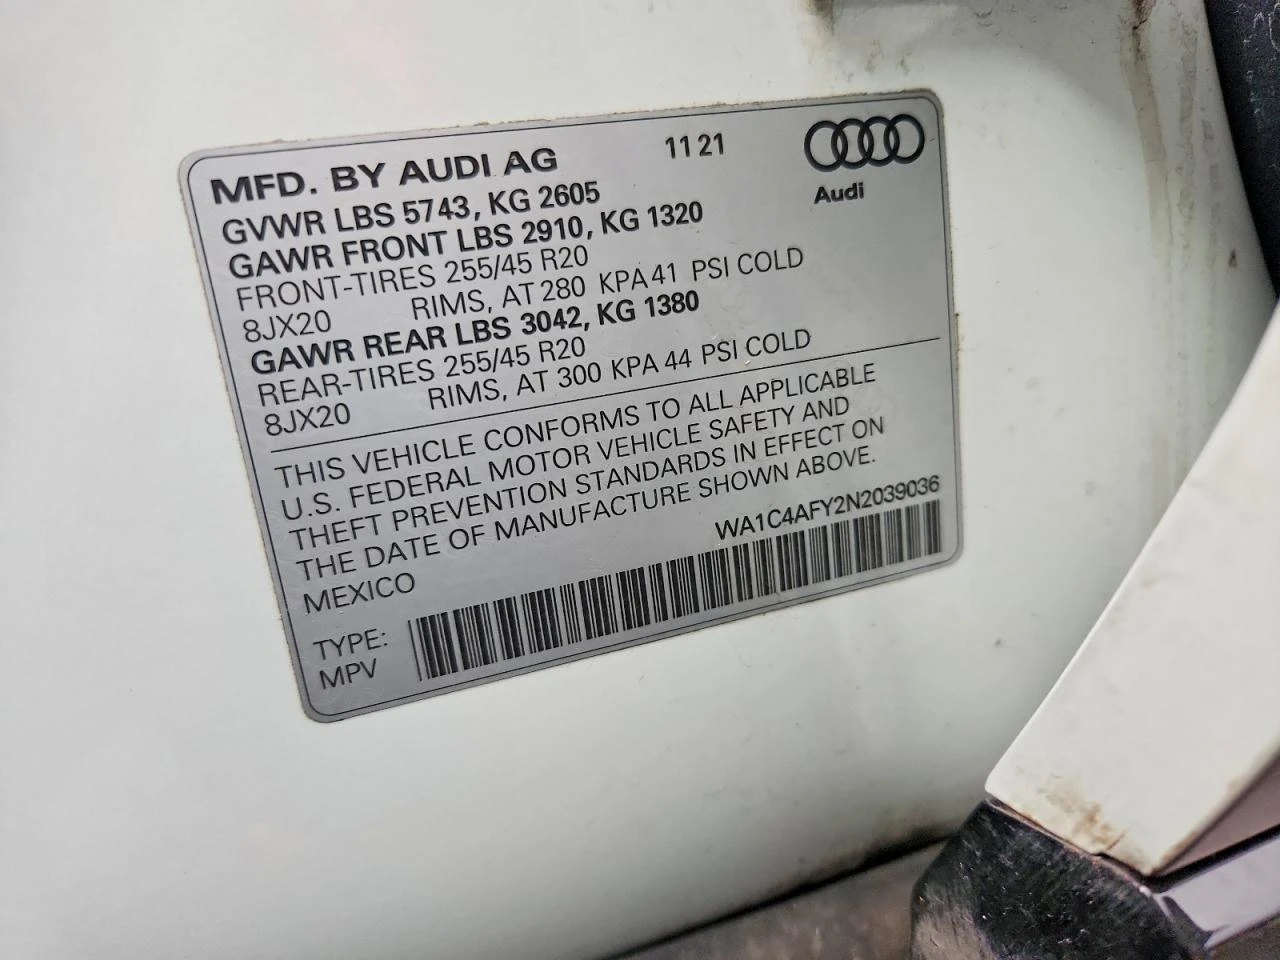 MFD. BY AUDI AG 11 21
Audi
GVWR LBS 5743, KG 2605
GAWR FRONT LBS 2910, KG 1320
FRONT-TIRES 255/45 R20
8JX20 RIMS, AT 280 KPA 41 PSI COLD
GAWR REAR LBS 3042, KG 1380
REAR-TIRES 255/45 R20
8JX20 RIMS, AT 300 KPA 44 PSI COLD
THIS VEHICLE CONFORMS TO ALL APPLICABLE
U.S. FEDERAL MOTOR VEHICLE SAFETY AND
THEFT PREVENTION STANDARDS IN EFFECT ON
THE DATE OF MANUFACTURE SHOWN ABOVE.
MEXICO WA1C4AFY2N2039036
TYPE:
MPV